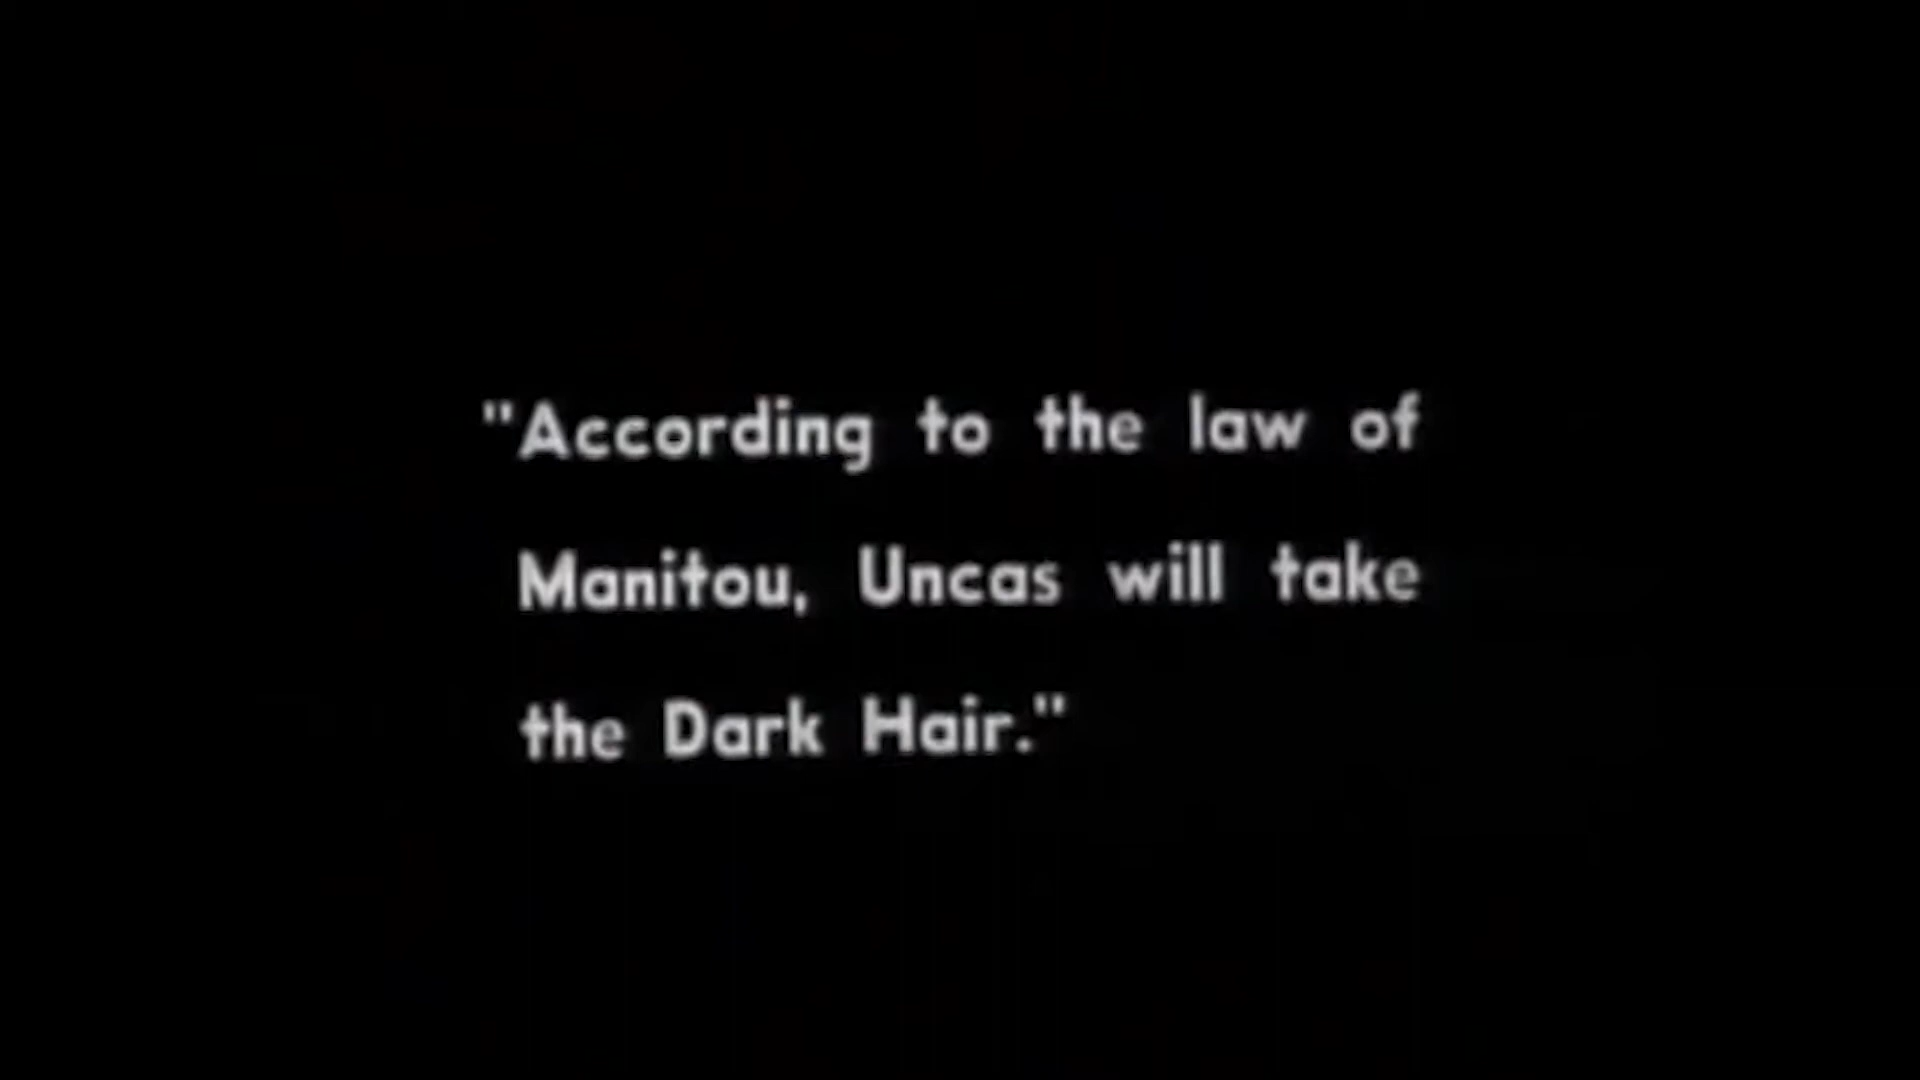 "According to the law of
Manitou, Uncas will take
the Dark Hair."